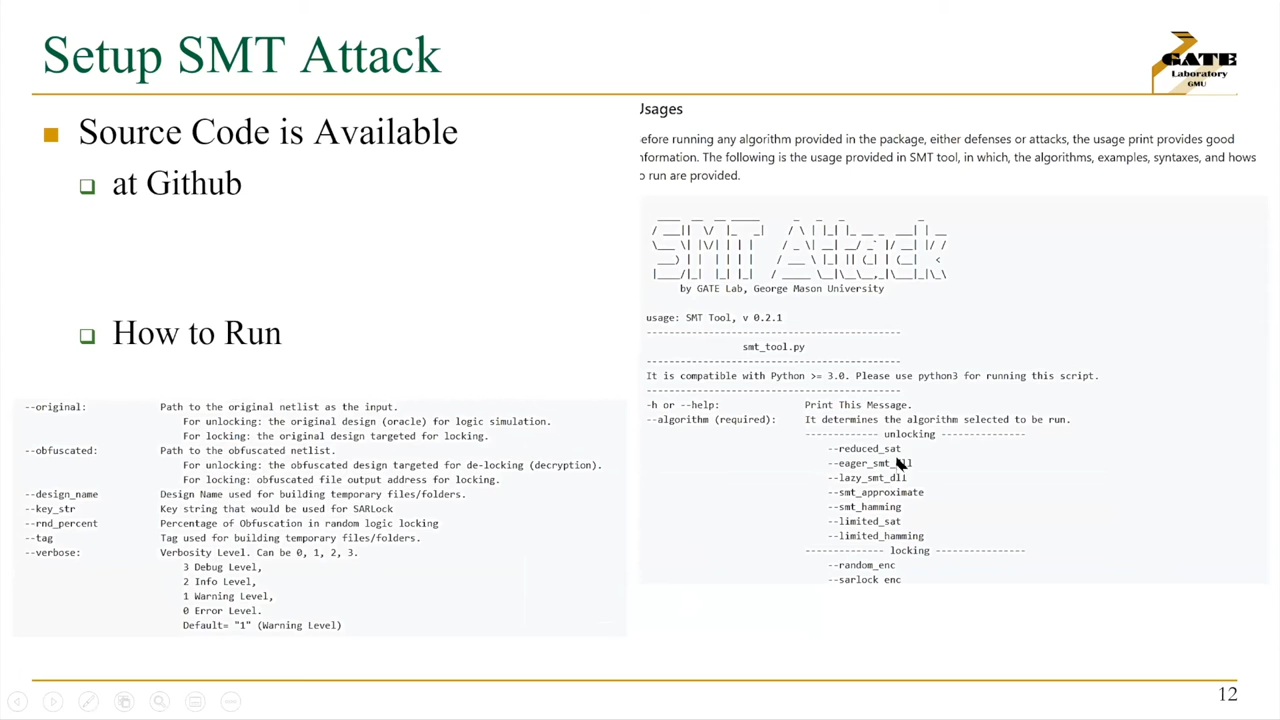 Setup SMT Attack
GATE
Laboratory
GMU
Source Code is Available
at Github
How to Run
--original: Path to the original netlist as the input.
For unlocking: the original design (oracle) for logic simulation.
For locking: the original design targeted for locking.
--obfuscated: Path to the obfuscated netlist.
For unlocking: the obfuscated design targeted for de-locking (decryption).
For locking: obfuscated file output address for locking.
--design_name Design Name used for building temporary files/folders.
--key_str Key string that would be used for SARLock
--rnd_percent Percentage of Obfuscation in random logic locking
--tag Tag used for building temporary files/folders.
--verbose: Verbosity Level. Can be 0, 1, 2, 3.
3 Debug Level,
2 Info Level,
1 Warning Level,
0 Error Level.
Default= "1" (Warning Level)
Usages
efore running any algorithm provided in the package, either defenses or attacks, the usage print provides good
nformation. The following is the usage provided in SMT tool, in which, the algorithms, examples, syntaxes, and hows
o run are provided.
SMT Attack
by GATE Lab, George Mason University
usage: SMT Tool, v 0.2.1
-----------------------------------------
smt_tool.py
-----------------------------------------
It is compatible with Python >= 3.0. Please use python3 for running this script.
-----------------------------------------
-h or --help: Print This Message.
--algorithm (required): It determines the algorithm selected to be run.
------------- unlocking ---------------
--reduced_sat
--eager_smt_dll
--lazy_smt_dll
--smt_approximate
--smt_hamming
--limited_sat
--limited_hamming
------------- locking ----------------
--random_enc
--sarlock_enc
12